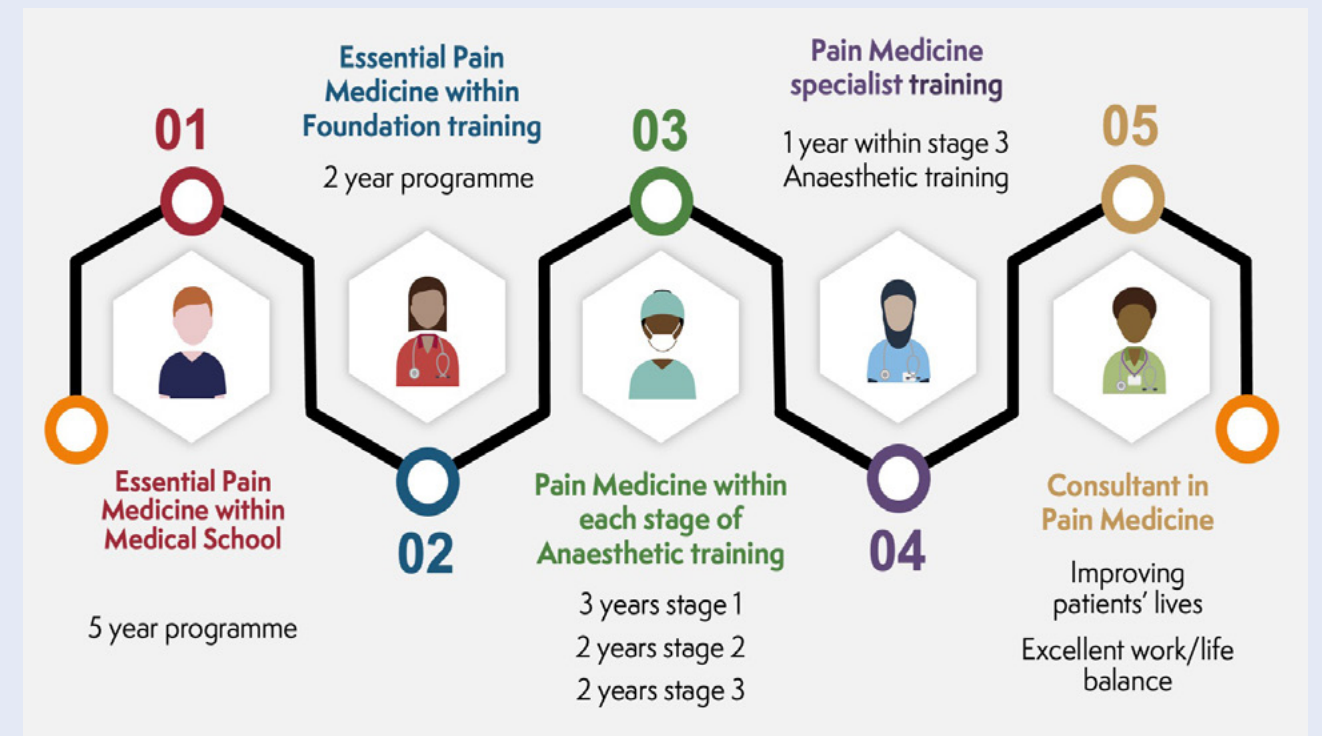 01
Essential Pain
Medicine within
Medical School
5 year programme
Essential Pain
Medicine within
Foundation training
2 year programme
02
03
Pain Medicine within
each stage of
Anaesthetic training
3 years stage 1
2 years stage 2
2 years stage 3
Pain Medicine
specialist training
1 year within stage 3
Anaesthetic training
04
05
Consultant in
Pain Medicine
Improving
patients’ lives
Excellent work/life
balance